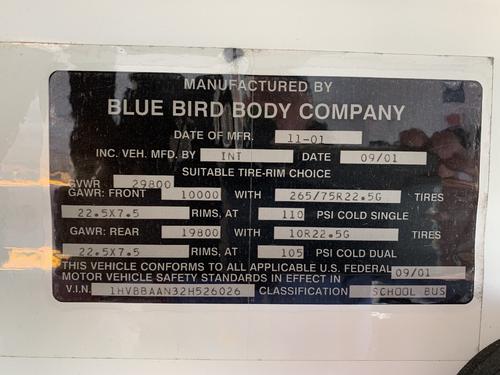 MANUFACTURED BY
BLUE BIRD BODY COMPANY
DATE OF MFR. 11-01
INC. VEH. MFD. BY INT DATE 09/01
SUITABLE TIRE-RIM CHOICE
GVWR 29800
GAWR: FRONT 10000 WITH 265/75R22.5G TIRES
22.5X7.5 RIMS, AT 110 PSI COLD SINGLE
GAWR: REAR 19800 WITH 10R22.5G TIRES
22.5X7.5 RIMS, AT 105 PSI COLD DUAL
THIS VEHICLE CONFORMS TO ALL APPLICABLE U.S. FEDERAL
MOTOR VEHICLE SAFETY STANDARDS IN EFFECT IN 09/01
V.I.N. 1HVBBAAN32H526026 CLASSIFICATION SCHOOL BUS